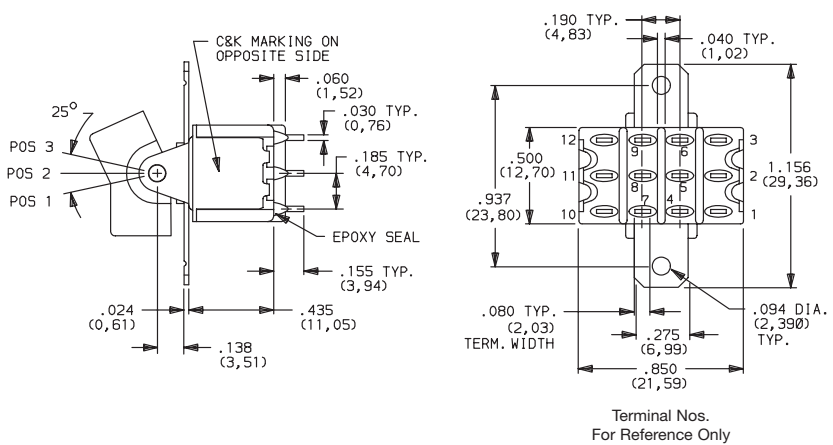 C&K MARKING ON
OPPOSITE SIDE
.060
(1,52)
.030 TYP.
(0,76)
25°
POS 3
POS 2
POS 1
.185 TYP.
(4,70)
EPOXY SEAL
.155 TYP.
(3,94)
.024
(0,61)
.435
(11,05)
.138
(3,51)
.190 TYP.
(4,83)
.040 TYP.
(1,02)
12
9
6
3
.500
(12,70)
11
8
5
2
1.156
(29,36)
.937
(23,80)
10
7
4
1
.080 TYP.
(2,03)
TERM. WIDTH
.275
(6,99)
.094 DIA.
(2,390)
TYP.
.850
(21,59)
Terminal Nos.
For Reference Only